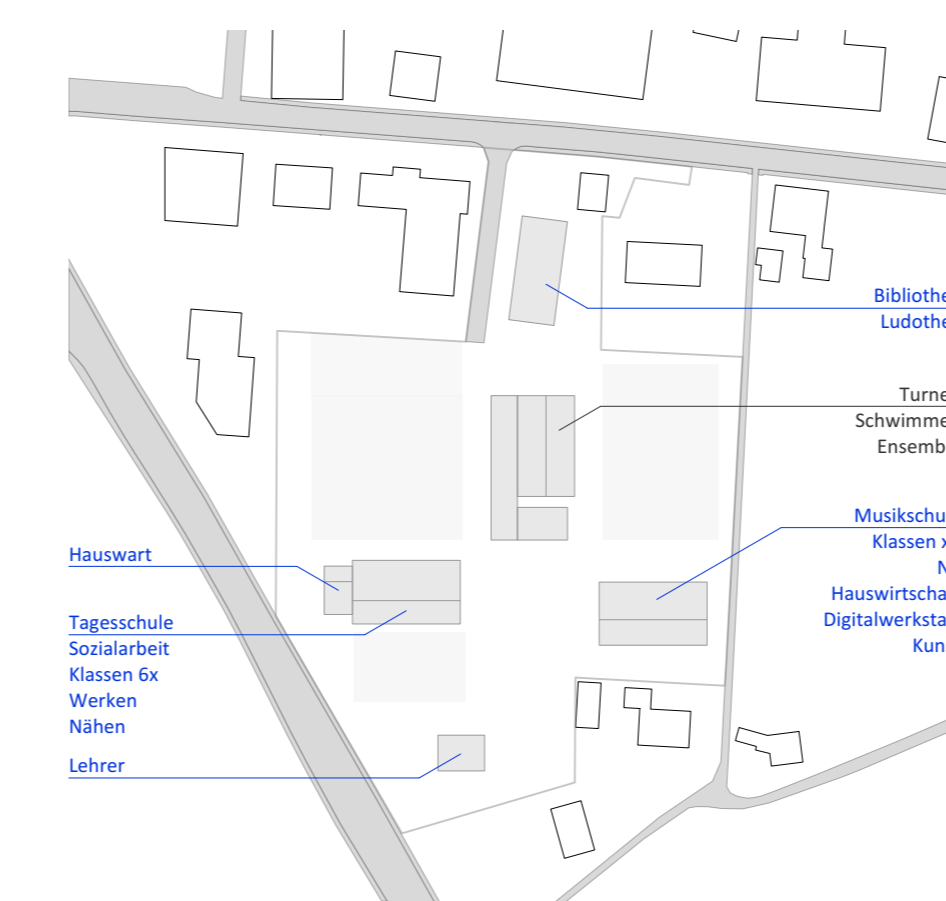 Bibliothe
Ludothe
Turne
Schwimme
Ensemb
Hauswart
Musikschu
Klassen x
N
Hauswirtscha
Digitalwerksta
Kun
Tagesschule
Sozialarbeit
Klassen 6x
Werken
Nähen
Lehrer